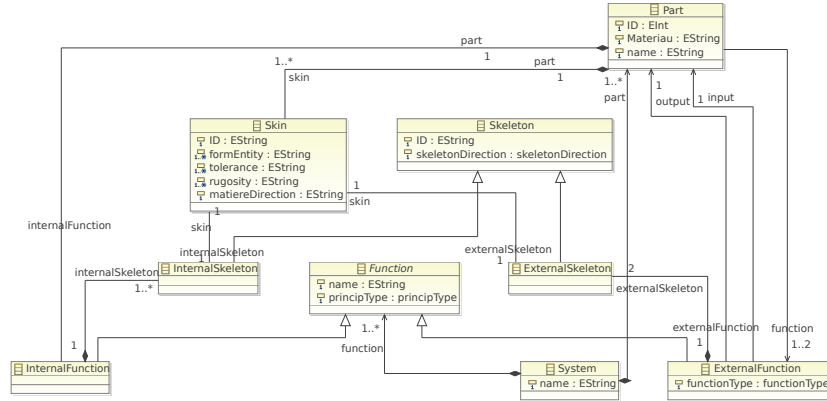 Part
ID : EInt
Materiau : EString
name : EString
part
1
part
1
1..*
skin
1..*
part
1
output
1
input
Skin
ID : EString
formEntity : EString
tolerance : EString
rugosity : EString
matiereDirection : EString
Skeleton
ID : EString
skeletonDirection : skeletonDirection
1
skin
1
skin
internalFunction
internalSkeleton
1
externalSkeleton
1
internalSkeleton
1..*
InternalSkeleton
Function
name : EString
principType : principType
ExternalSkeleton
2
externalSkeleton
1..*
function
externalFunction
1
function
1..2
1
InternalFunction
System
name : EString
ExternalFunction
functionType : functionType